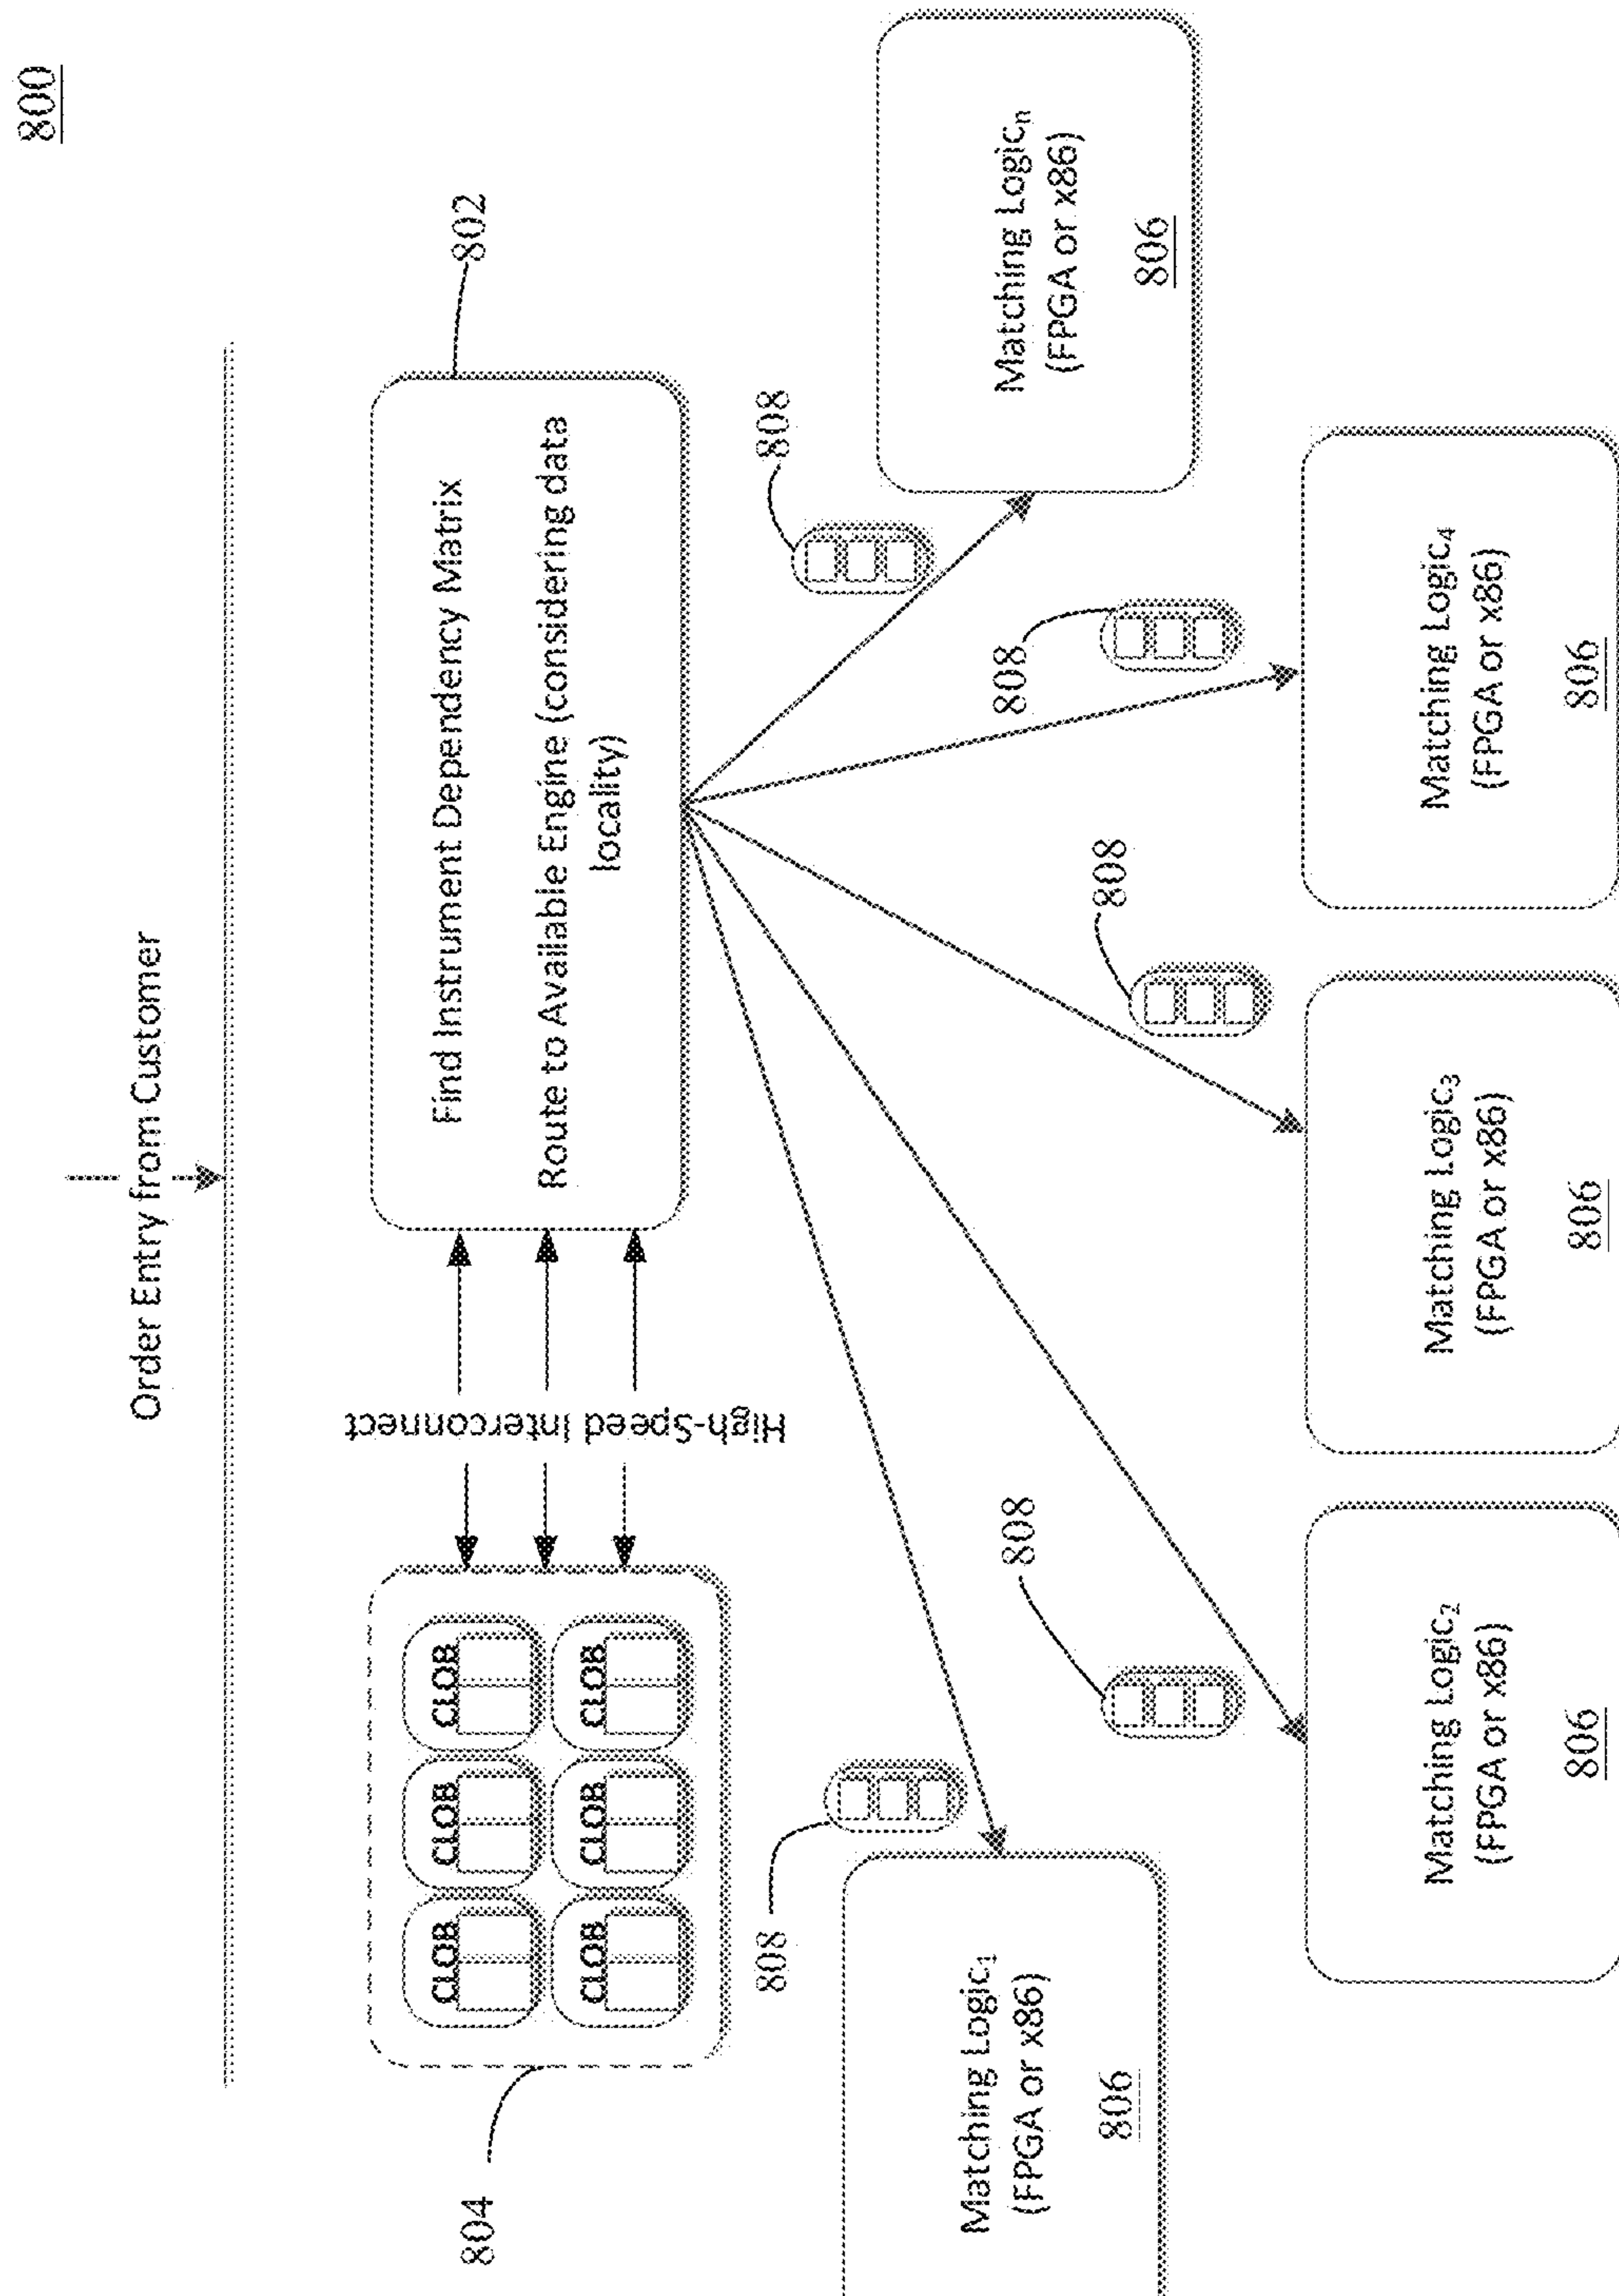 800
Order Entry from Customer
804
CLOB CLOB CLOB
CLOB CLOB CLOB
High-Speed Interconnect
Find Instrument Dependency Matrix
Route to Available Engine (considering data
locality)
802
808
808
808
808
808
Matching Logic₁
(FPGA or x86)
806
Matching Logic₂
(FPGA or x86)
806
Matching Logic₃
(FPGA or x86)
806
Matching Logic₄
(FPGA or x86)
806
Matching Logicₙ
(FPGA or x86)
806